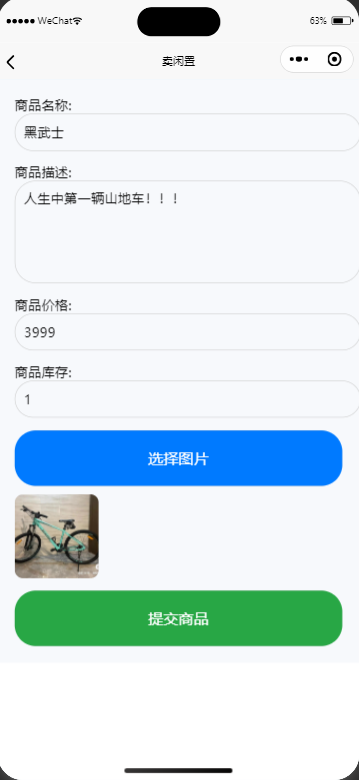 WeChat
63%
卖闲置
商品名称:
黑武士
商品描述:
人生中第一辆山地车！！！
商品价格:
3999
商品库存:
1
选择图片
提交商品